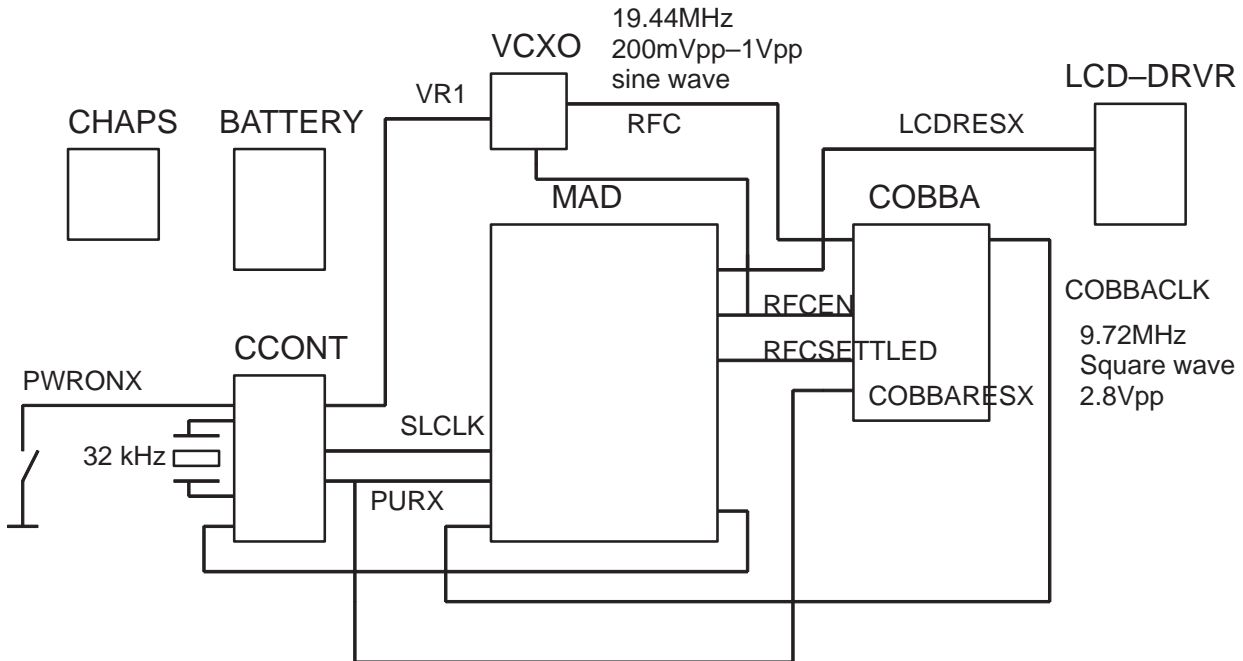 19.44MHz
200mVpp–1Vpp
sine wave
VCXO
LCD–DRVR
VR1
CHAPS
BATTERY
RFC
LCDRESX
MAD
COBBA
COBBACLK
RFCEN
9.72MHz
Square wave
2.8Vpp
CCONT
RFCSETTLED
PWRONX
COBBARESX
SLCLK
32 kHz
PURX